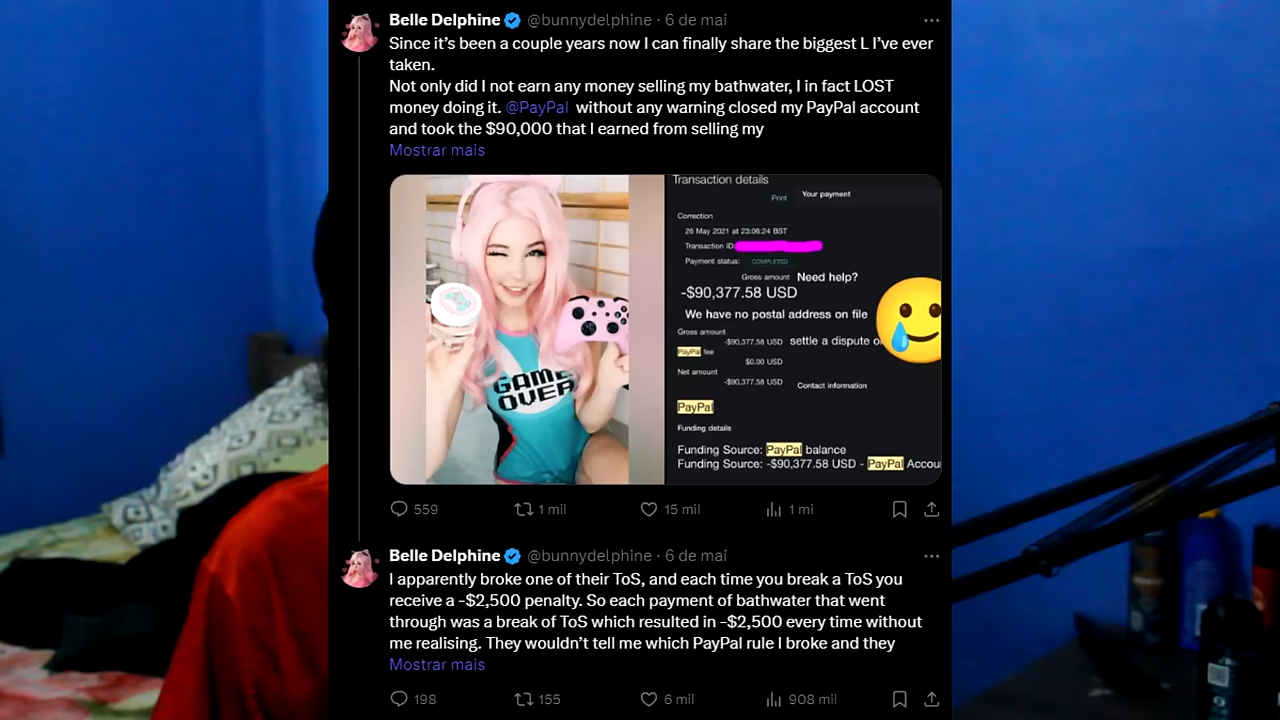 Belle Delphine @bunnydelphine · 6 de mai
Since it's been a couple years now I can finally share the biggest L I've ever
taken.
Not only did I not earn any money selling my bathwater, I in fact LOST
money doing it. @PayPal without any warning closed my PayPal account
and took the $90,000 that I earned from selling my
Mostrar mais
GAME
OVER
Transaction details
Print Your payment
Correction
26 May 2021 at 23:06:24 BST
Transaction ID:
Payment status: COMPLETED
Gross amount Need help?
-$90,377.58 USD
We have no postal address on file
Gross amount
-$90,377.58 USD settle a dispute
PayPal fee
$0.00 USD
Net amount
-$90,377.58 USD Contact information
PayPal
Funding details
Funding Source: PayPal balance
Funding Source: -$90,377.58 USD - PayPal Accou
559 1 mil 15 mil 1 mi
Belle Delphine @bunnydelphine · 6 de mai
I apparently broke one of their ToS, and each time you break a ToS you
receive a -$2,500 penalty. So each payment of bathwater that went
through was a break of ToS which resulted in -$2,500 every time without
me realising. They wouldn't tell me which PayPal rule I broke and they
Mostrar mais
198 155 6 mil 908 mil